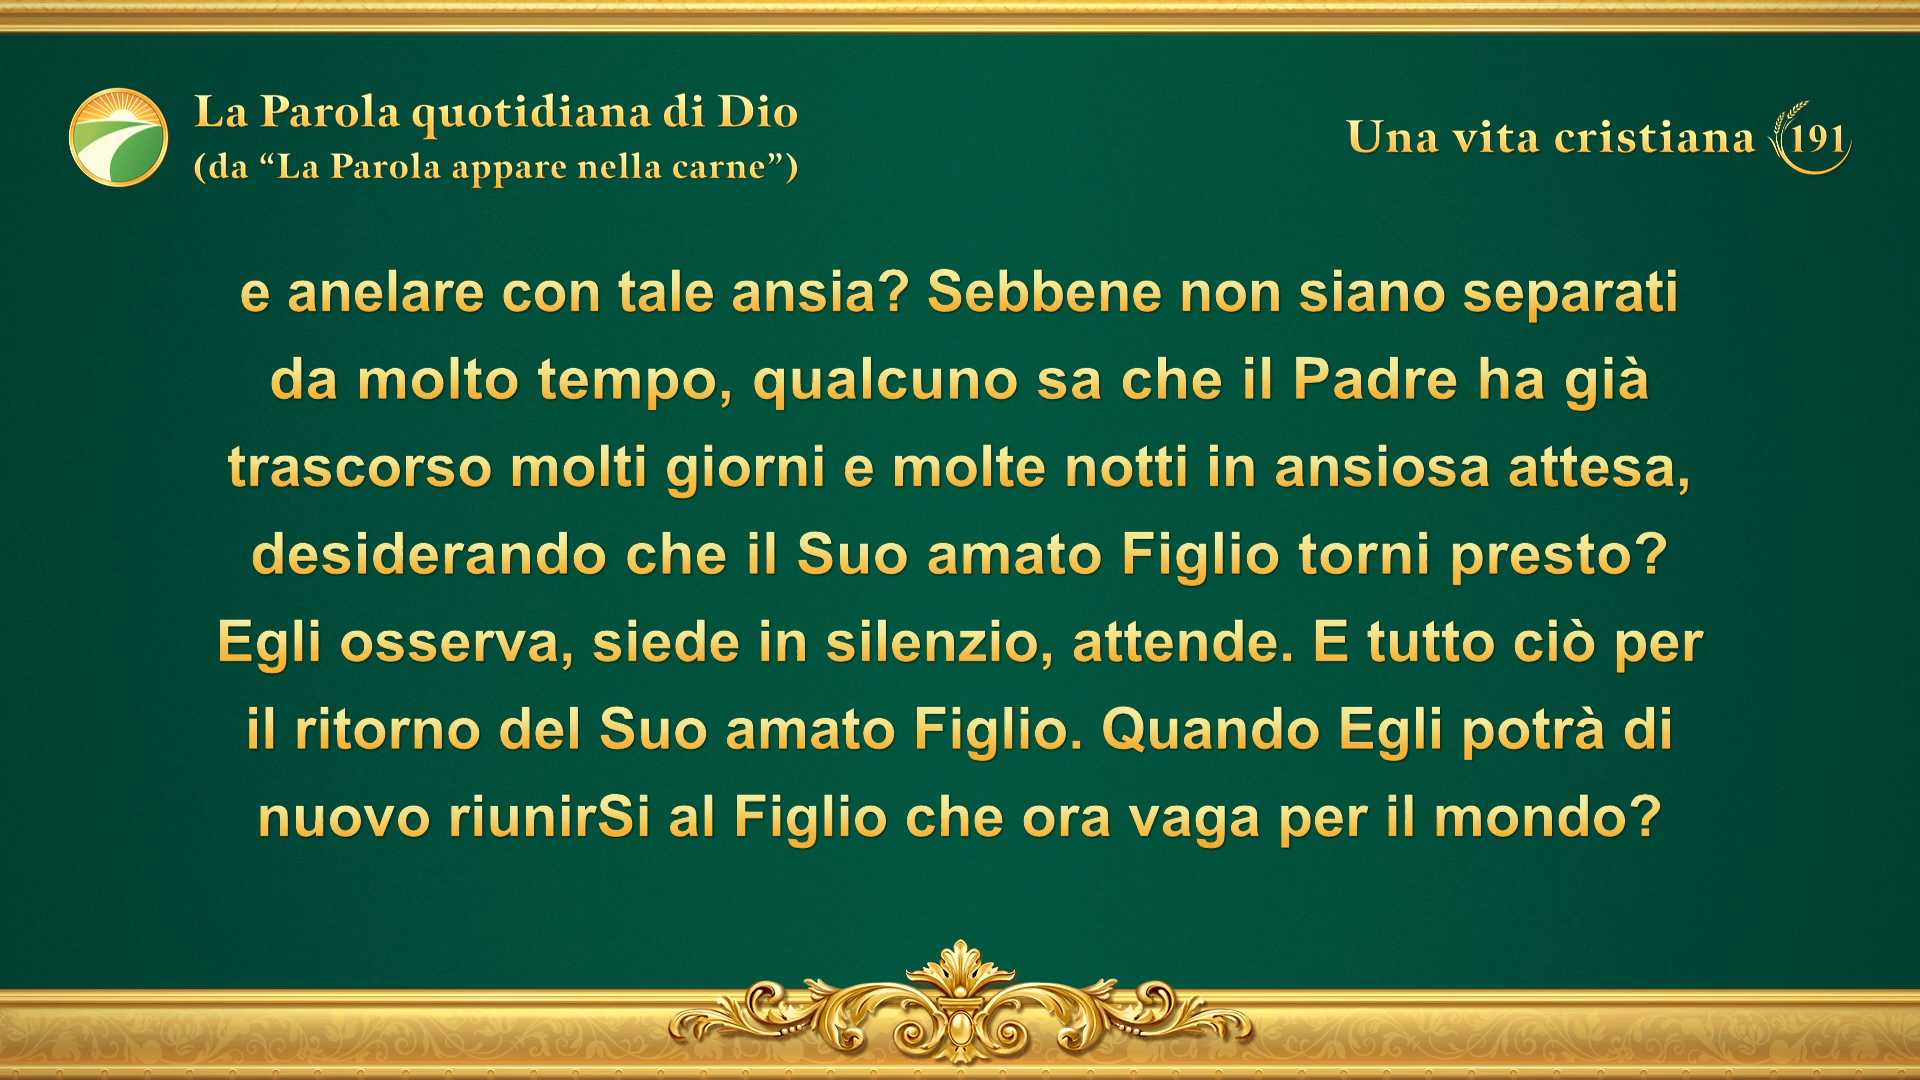 La Parola quotidiana di Dio
(da “La Parola appare nella carne”)
Una vita cristiana 191
e anelare con tale ansia? Sebbene non siano separati
da molto tempo, qualcuno sa che il Padre ha già
trascorso molti giorni e molte notti in ansiosa attesa,
desiderando che il Suo amato Figlio torni presto?
Egli osserva, siede in silenzio, attende. E tutto ciò per
il ritorno del Suo amato Figlio. Quando Egli potrà di
nuovo riunirSi al Figlio che ora vaga per il mondo?